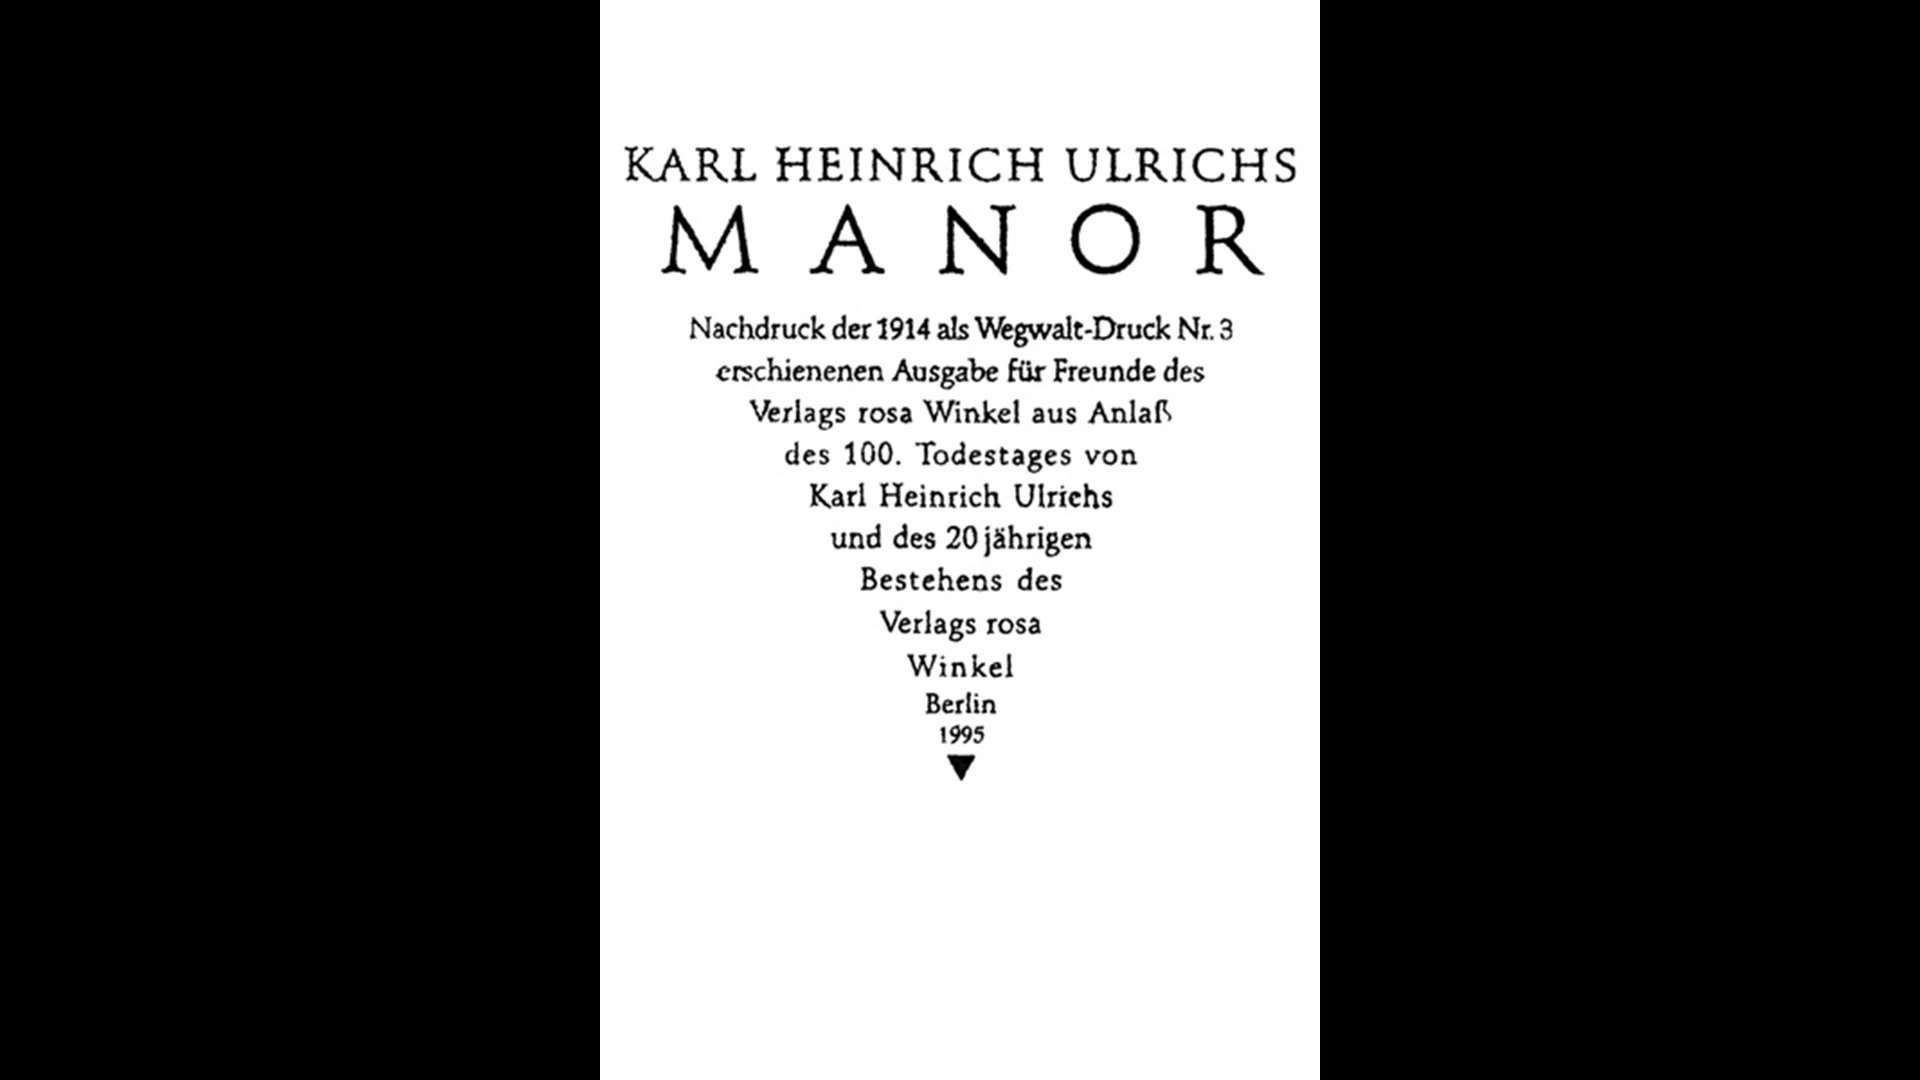 KARL HEINRICH ULRICHS
MANOR
Nachdruck der 1914 als Wegwalt-Druck Nr. 3
erschienenen Ausgabe für Freunde des
Verlags rosa Winkel aus Anlaß
des 100. Todestages von
Karl Heinrich Ulrichs
und des 20jährigen
Bestehens des
Verlags rosa
Winkel
Berlin
1995